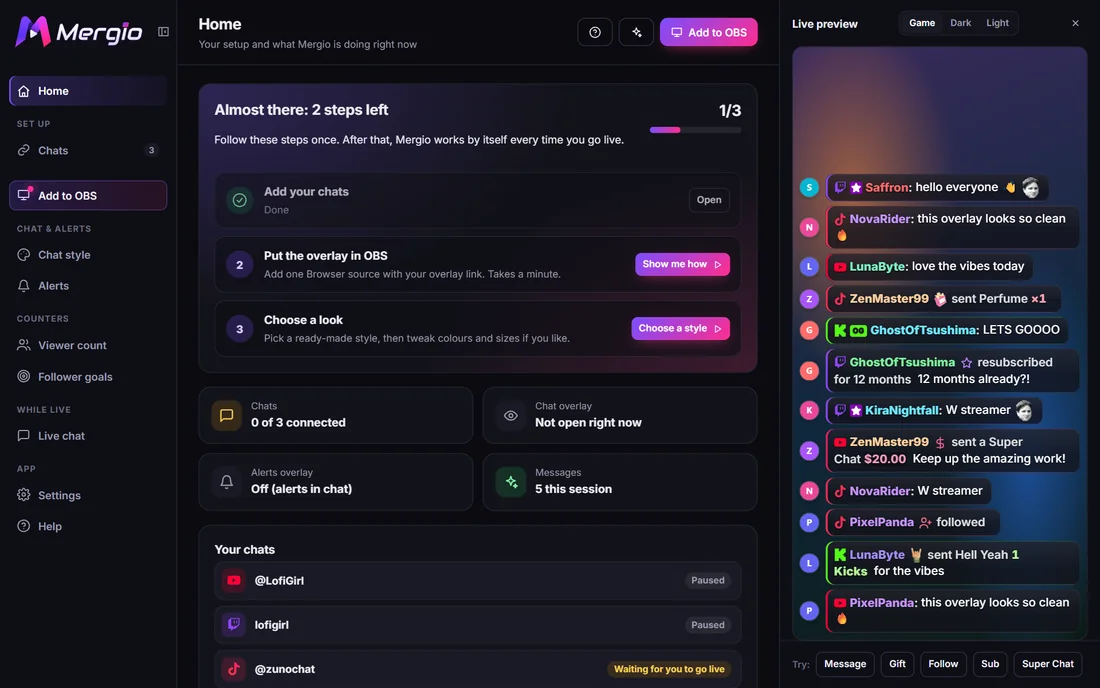 Mergio
Home
SET UP
Chats
3
Add to OBS
CHAT & ALERTS
Chat style
Alerts
COUNTERS
Viewer count
Follower goals
WHILE LIVE
Live chat
APP
Settings
Help
Home
Your setup and what Mergio is doing right now
Add to OBS
Almost there: 2 steps left
1/3
Follow these steps once. After that, Mergio works by itself every time you go live.
Add your chats
Done
Open
2
Put the overlay in OBS
Add one Browser source with your overlay link. Takes a minute.
Show me how
3
Choose a look
Pick a ready-made style, then tweak colours and sizes if you like.
Choose a style
Chats
0 of 3 connected
Chat overlay
Not open right now
Alerts overlay
Off (alerts in chat)
Messages
5 this session
Your chats
@LofiGirl
Paused
lofigirl
Paused
@zunochat
Waiting for you to go live
Live preview
Game
Dark
Light
S
Saffron: hello everyone
N
NovaRider: this overlay looks so clean
L
LunaByte: love the vibes today
Z
ZenMaster99 sent Perfume ×1
G
GhostOfTsushima: LETS GOOOO
G
GhostOfTsushima resubscribed
for 12 months 12 months already?!
K
KiraNightfall: W streamer
Z
ZenMaster99 sent a Super
Chat $20.00 Keep up the amazing work!
N
NovaRider: W streamer
P
PixelPanda followed
L
LunaByte sent Hell Yeah 1
Kicks for the vibes
P
PixelPanda: this overlay looks so clean
Try:
Message
Gift
Follow
Sub
Super Chat